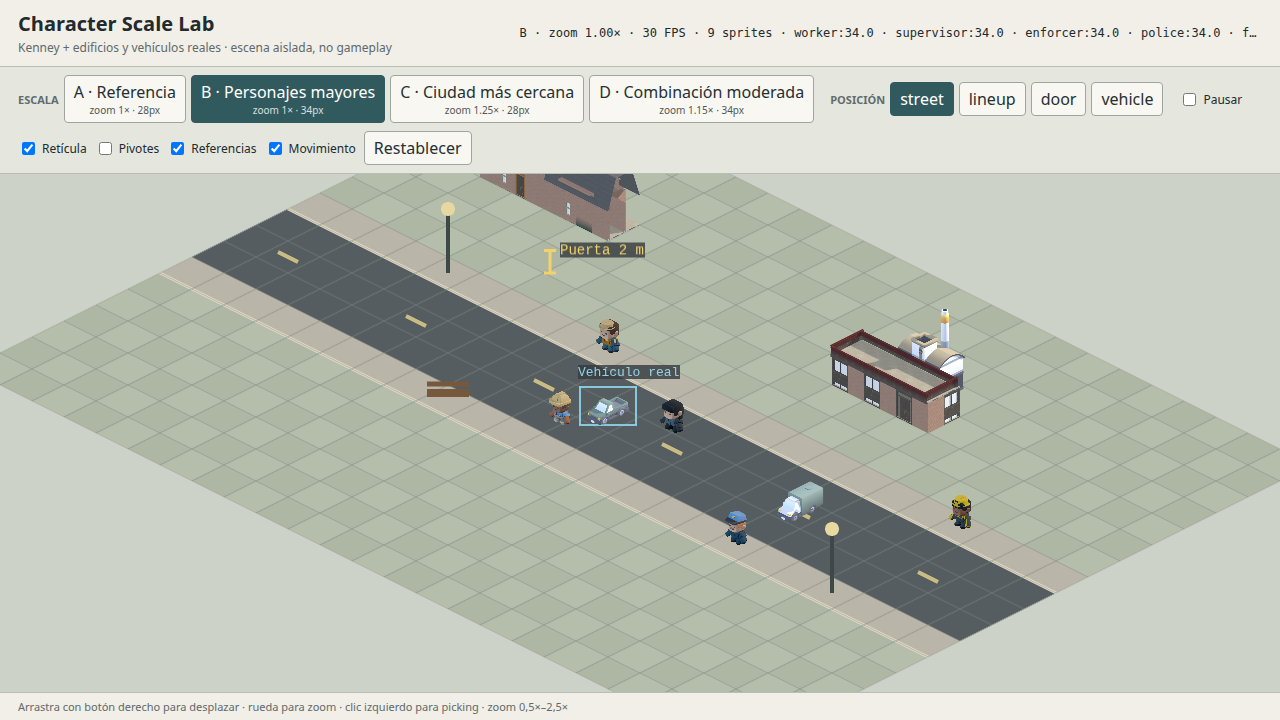 Character Scale Lab
Kenney + edificios y vehículos reales · escena aislada, no gameplay
B · zoom 1.00× · 30 FPS · 9 sprites · worker:34.0 · supervisor:34.0 · enforcer:34.0 · police:34.0 · f…
ESCALA
A · Referencia
zoom 1× · 28px
B · Personajes mayores
zoom 1× · 34px
C · Ciudad más cercana
zoom 1.25× · 28px
D · Combinación moderada
zoom 1.15× · 34px
POSICIÓN
street
lineup
door
vehicle
Pausar
Retícula
Pivotes
Referencias
Movimiento
Restablecer
Puerta 2 m
Vehículo real
Arrastra con botón derecho para desplazar · rueda para zoom · clic izquierdo para picking · zoom 0,5×–2,5×